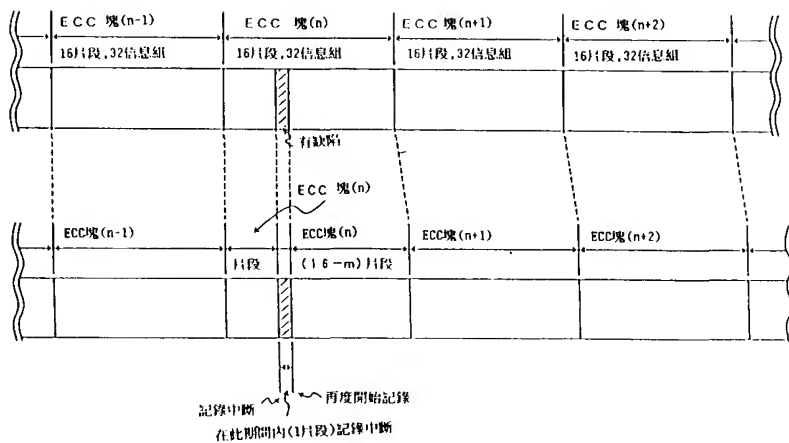 ECC 塊(n-1) ECC 塊(n) ECC 塊(n+1) ECC 塊(n+2)
16片段,32信息組 16片段,32信息組 16片段,32信息組 16片段,32信息組
有缺陷
ECC 塊(n)
ECC塊(n-1) ECC塊(n) ECC塊(n+1) ECC塊(n+2)
片段 (16-m)片段
記錄中断 再度開始記錄
在此期間内(1片段)記錄中断